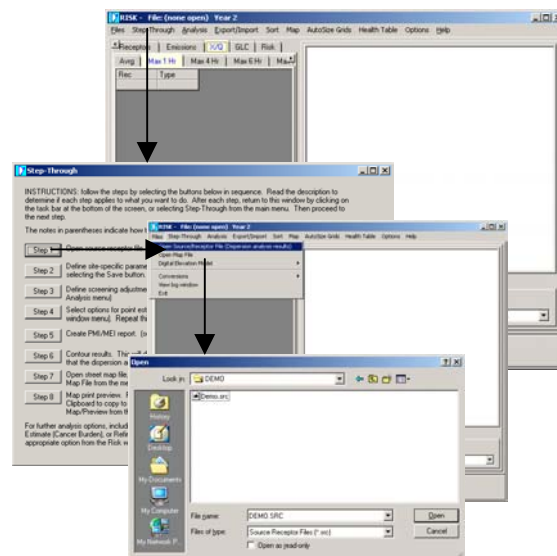 RISK - File: (none open) Year 2
Files Step-Through Analysis Export/Import Sort Map AutoSize Grids Health Table Options Help
Receptors Emissions X/Q GLC Risk
Avrg Max 1 Hr Max 4 Hr Max 6 Hr
Rec Type
Step-Through
INSTRUCTIONS: follow the steps by selecting the buttons below in sequence. Read the description to
determine if each step applies to what you want to do. After each step, return to this window by clicking on
the task bar at the bottom of the screen, or selecting Step-Through from the main menu. Then proceed to
the next step.
The notes in parentheses indicate how
Step 1 Open source-receptor file
Step 2 Define site-specific
selecting the Save button.
Step 3 Define screening
Analysis menu)
Step 4 Select options for point
window menu). Repeat
Step 5 Create PMI/MEI report.
Step 6 Contour results.
that the dispersion
Step 7 Open street map file,
Map File from the
Step 8 Map print preview.
Clipboard to copy to
Map/Preview from
For further analysis options,
Estimate (Cancer Burden), or
appropriate option from the Risk
RISK - File: (none open) Year 2
Files Step-Through Analysis Export/Import Sort Map AutoSize Grids Health Table Options Help
Open Source/Receptor File (Dispersion analysis results)
Open Map File
Digital Elevation Model
Conversions
View log window
Exit
Open
Look in: DEMO
Demo.src
History
Desktop
My Documents
My Computer
My Network P...
File name: DEMO.SRC Open
Files of type: Source Receptor Files (*.src) Cancel
Open as read-only